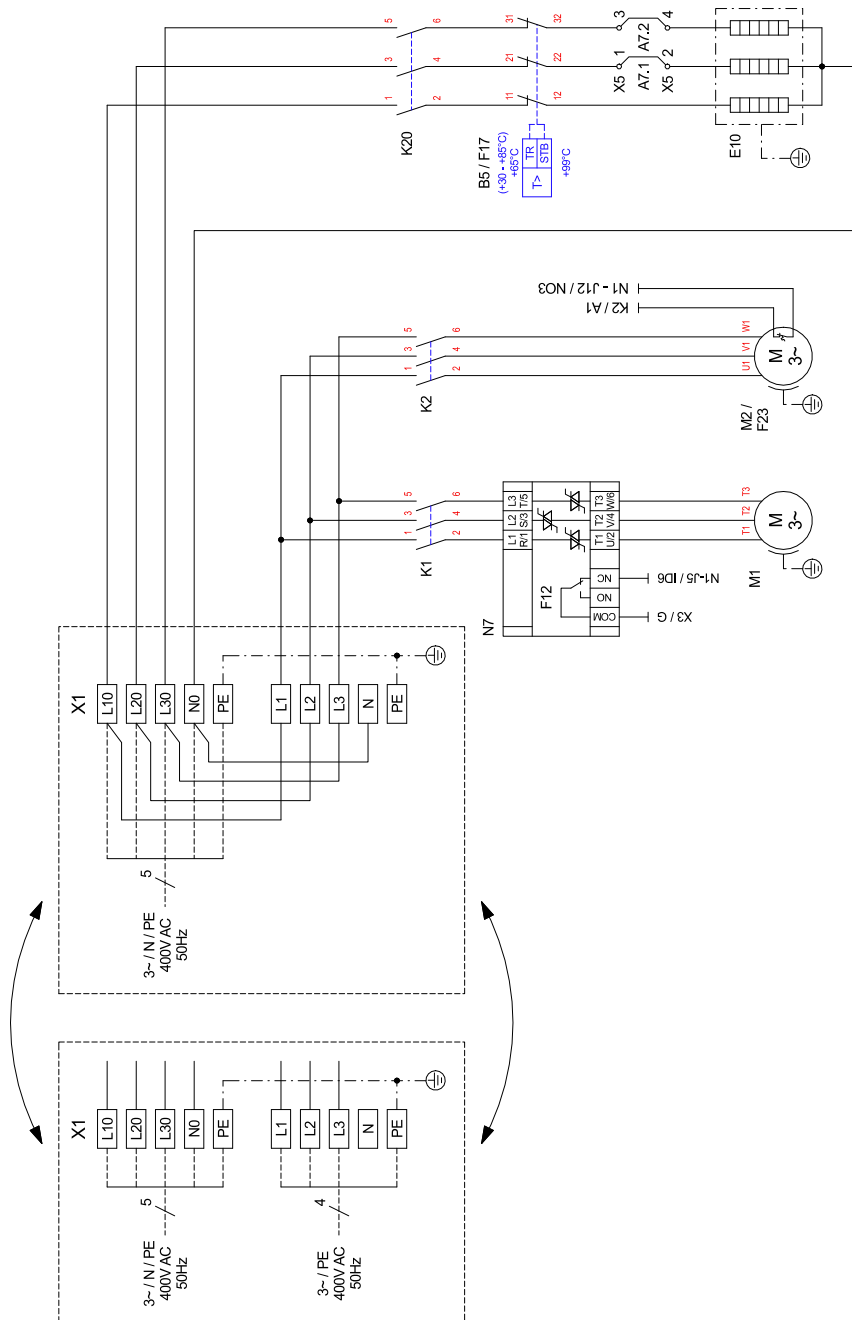 5
6
3
4
1
2
K20
31
32
21
22
11
12
B5 / F17
(+30 - +85°C)
+65°C
TR
STB
T>
+99°C
3
4
A7.2
X5
1
A7.1
X5
2
E10
N1 - J12 / NO3
K2 / A1
5
6
3
4
1
2
K2
W1
V1
U1
M
3~
M2 /
F23
5
6
3
4
1
2
K1
L3
T/5
L2
S/3
L1
R/1
T3
W/6
T2
V/4
T1
U/2
NC
NO
COM
F12
N7
N1-J5 / ID6
X3 / G
T3
T2
T1
M
3~
M1
X1
L10
L20
L30
N0
PE
L1
L2
L3
N
PE
5
3~ / N / PE
400V AC
50Hz
X1
L10
L20
L30
N0
PE
L1
L2
L3
N
PE
5
3~ / N / PE
400V AC
50Hz
4
3~ / PE
400V AC
50Hz